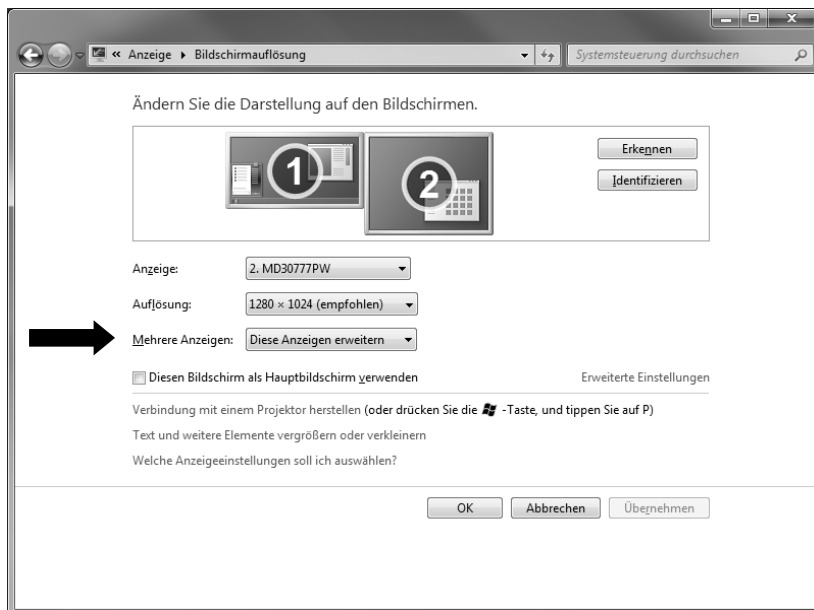 « Anzeige ▸ Bildschirmauflösung
Systemsteuerung durchsuchen
Ändern Sie die Darstellung auf den Bildschirmen.
1
2
Erkennen
Identifizieren
Anzeige: 2. MD30777PW
Auflösung: 1280 × 1024 (empfohlen)
Mehrere Anzeigen: Diese Anzeigen erweitern
Diesen Bildschirm als Hauptbildschirm verwenden
Erweiterte Einstellungen
Verbindung mit einem Projektor herstellen (oder drücken Sie die -Taste, und tippen Sie auf P)
Text und weitere Elemente vergrößern oder verkleinern
Welche Anzeigeeinstellungen soll ich auswählen?
OK Abbrechen Übernehmen